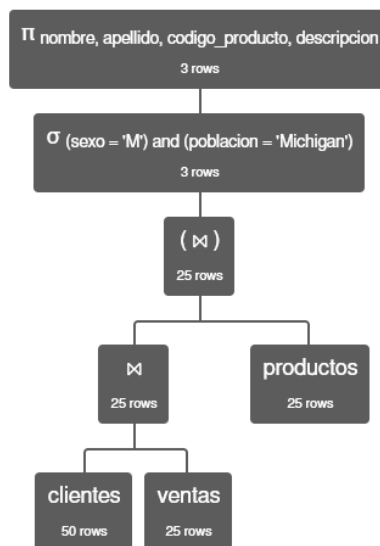 π nombre, apellido, codigo_producto, descripcion
3 rows
σ (sexo = 'M') and (poblacion = 'Michigan')
3 rows
( ⋈ )
25 rows
⋈
25 rows
productos
25 rows
clientes
50 rows
ventas
25 rows